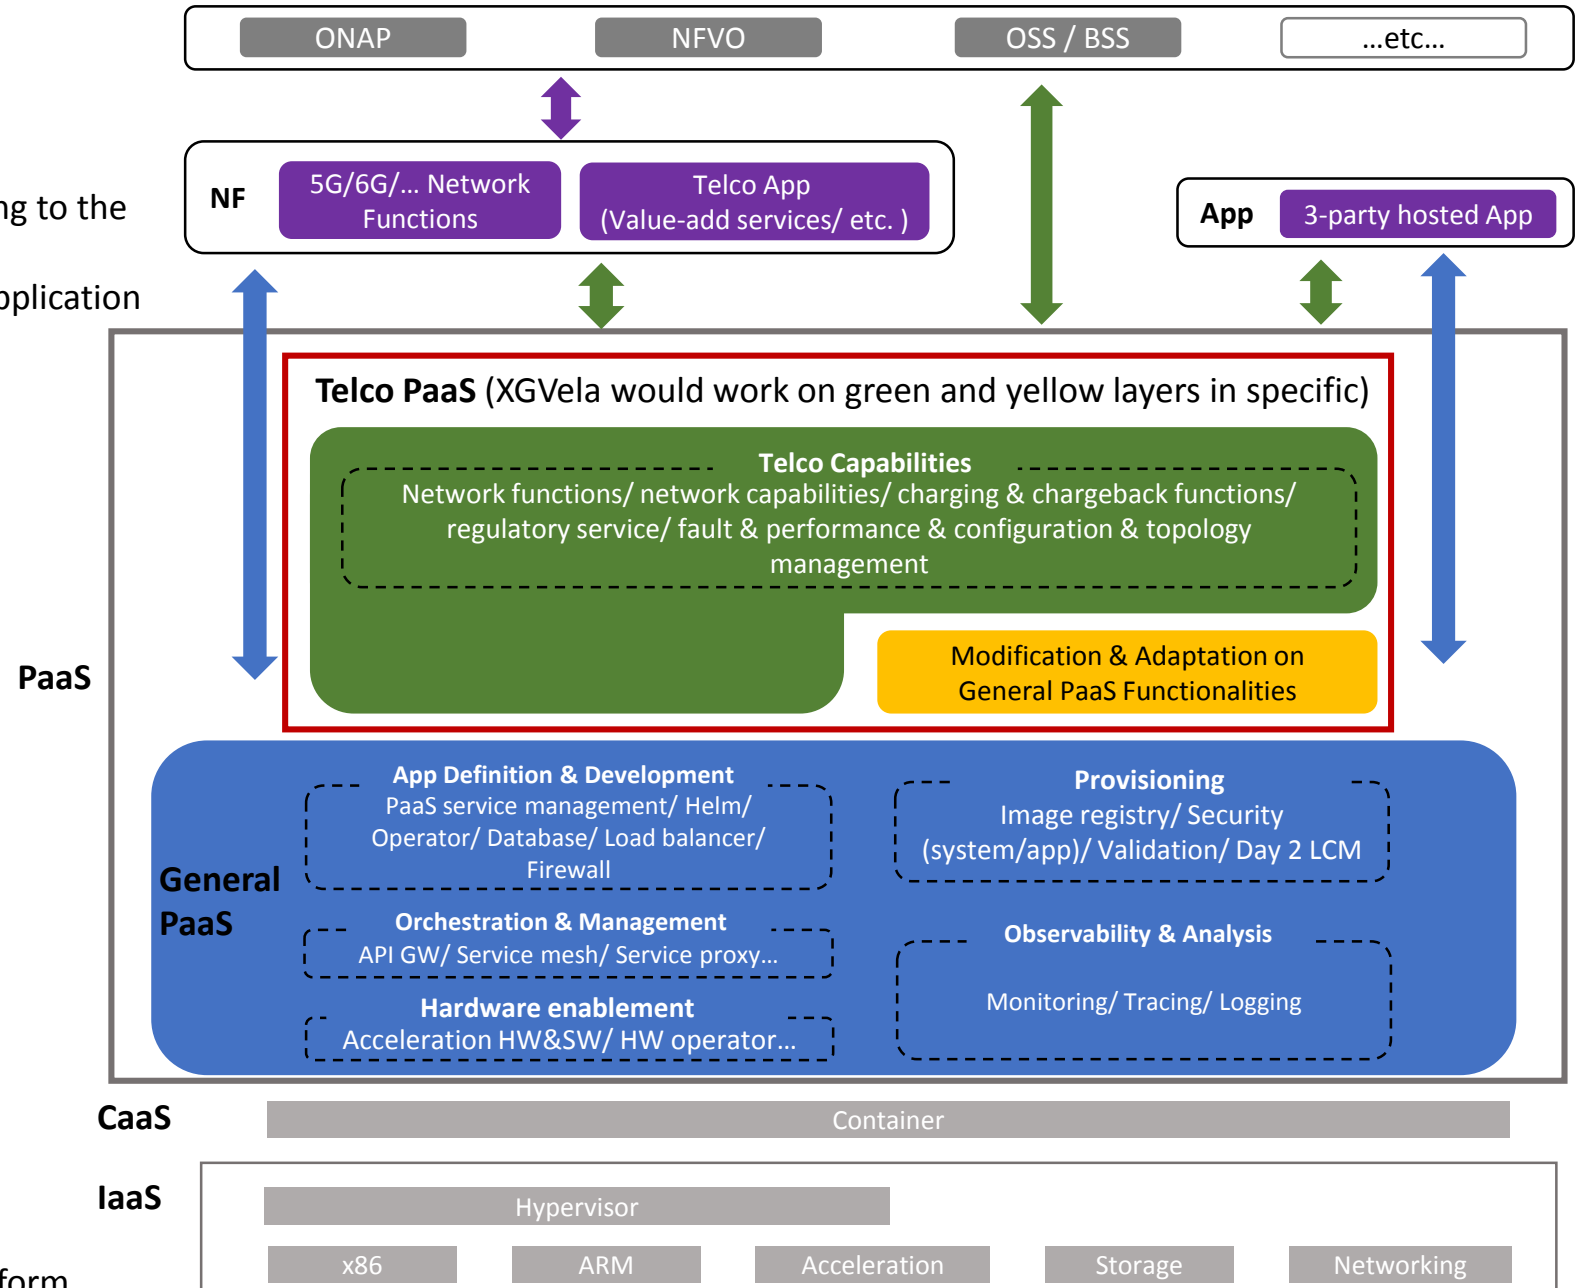 ONAP
NFVO
OSS / BSS
...etc...
NF
5G/6G/... Network
Functions
Telco App
(Value-add services/ etc. )
App
3-party hosted App
ng to the
pplication
Telco PaaS (XGVela would work on green and yellow layers in specific)
Telco Capabilities
Network functions/ network capabilities/ charging & chargeback functions/
regulatory service/ fault & performance & configuration & topology
management
PaaS
Modification & Adaptation on
General PaaS Functionalities
General
PaaS
App Definition & Development
PaaS service management/ Helm/
Operator/ Database/ Load balancer/
Firewall
Provisioning
Image registry/ Security
(system/app)/ Validation/ Day 2 LCM
Orchestration & Management
API GW/ Service mesh/ Service proxy...
Observability & Analysis
Monitoring/ Tracing/ Logging
Hardware enablement
Acceleration HW&SW/ HW operator...
CaaS
Container
IaaS
Hypervisor
x86
ARM
Acceleration
Storage
Networking
form